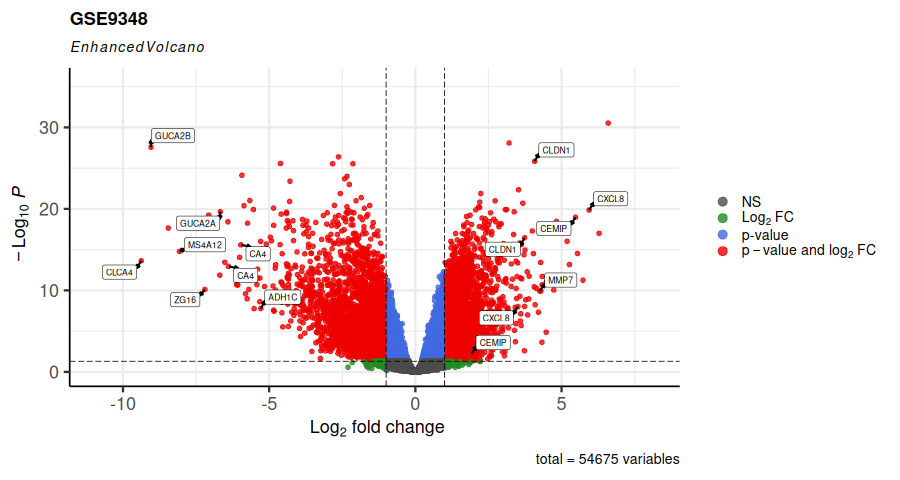 GSE9348
EnhancedVolcano
−Log₁₀ P
30
20
10
0
GUCA2B
CLDN1
CXCL8
GUCA2A
CEMIP
MS4A12
CA4
CLDN1
CLCA4
CA4
MMP7
ZG16
ADH1C
CXCL8
CEMIP
-10
-5
0
5
Log₂ fold change
NS
Log₂ FC
p-value
p − value and log₂ FC
total = 54675 variables